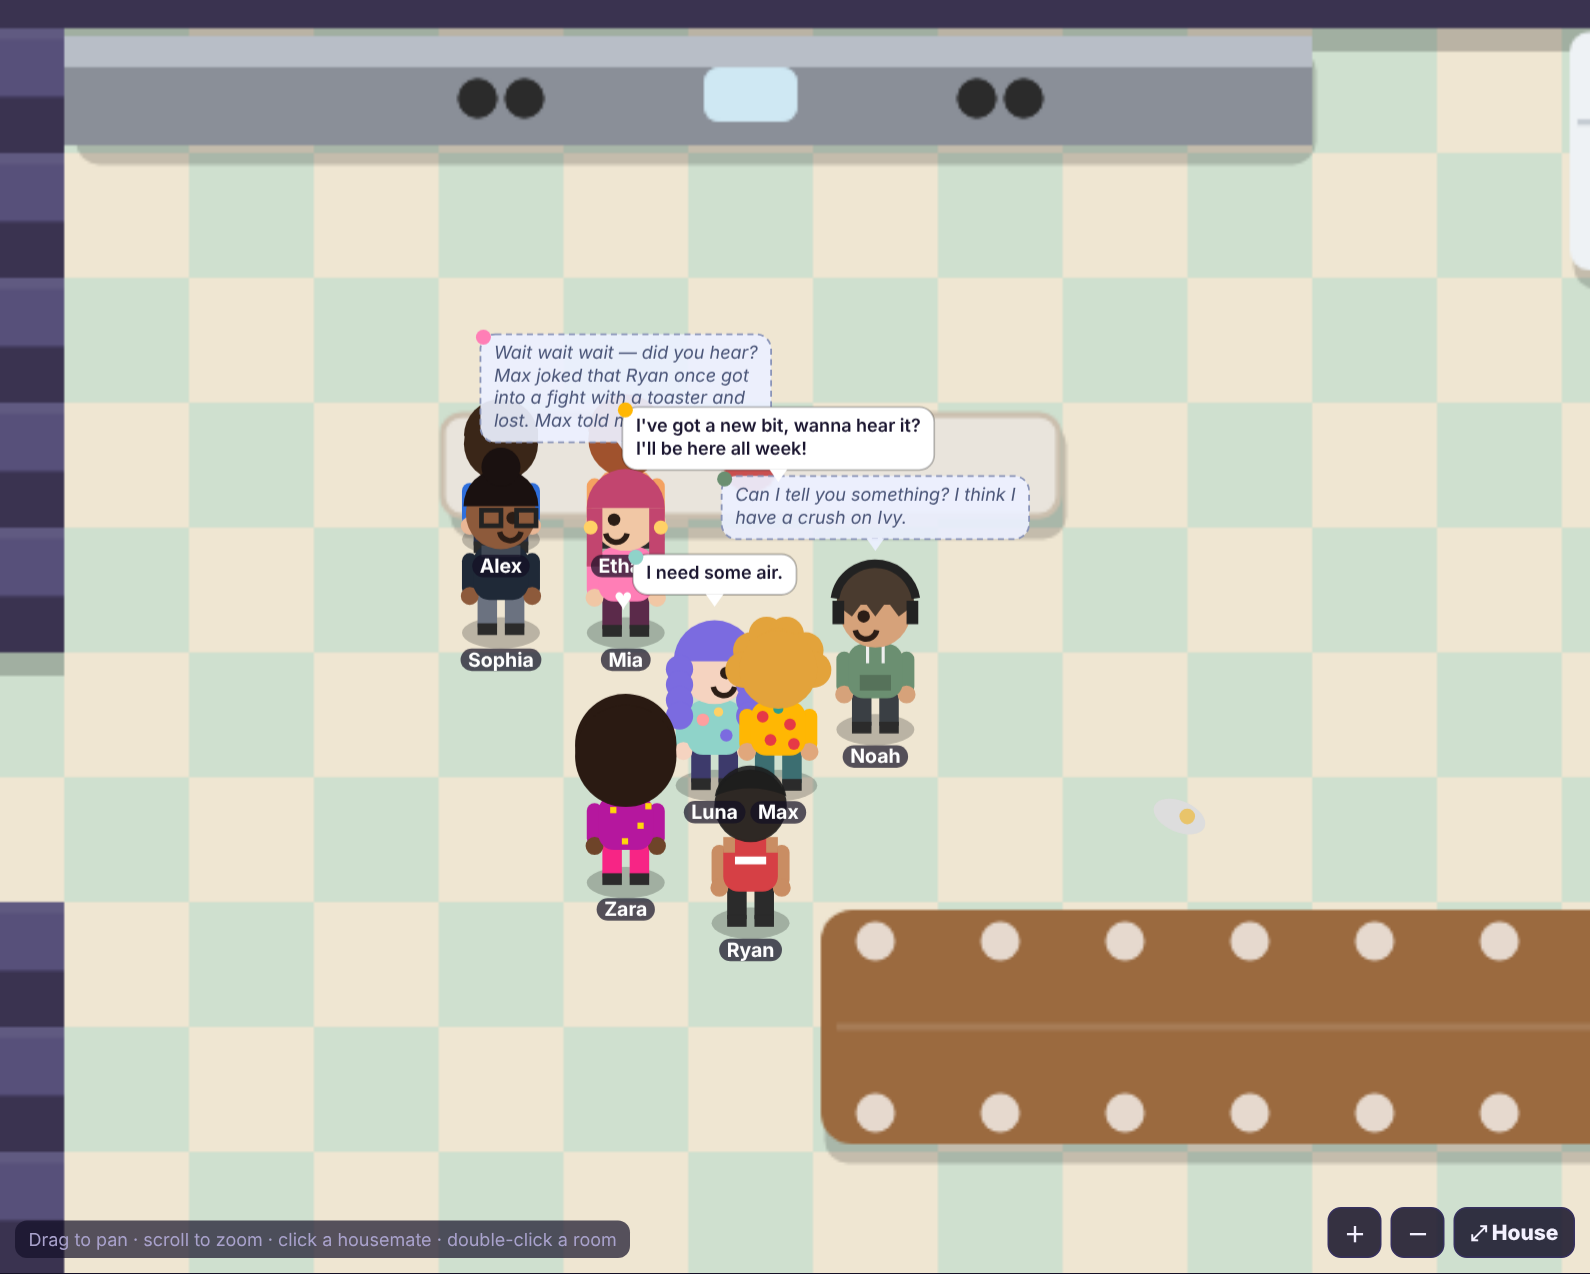 Wait wait wait — did you hear?
Max joked that Ryan once got
into a fight with a toaster and
lost. Max told
I've got a new bit, wanna hear it?
I'll be here all week!
Can I tell you something? I think I
have a crush on Ivy.
Alex
I need some air.
Sophia
Mia
Noah
Luna
Max
Zara
Ryan
Drag to pan · scroll to zoom · click a housemate · double-click a room
+
−
⤢ House